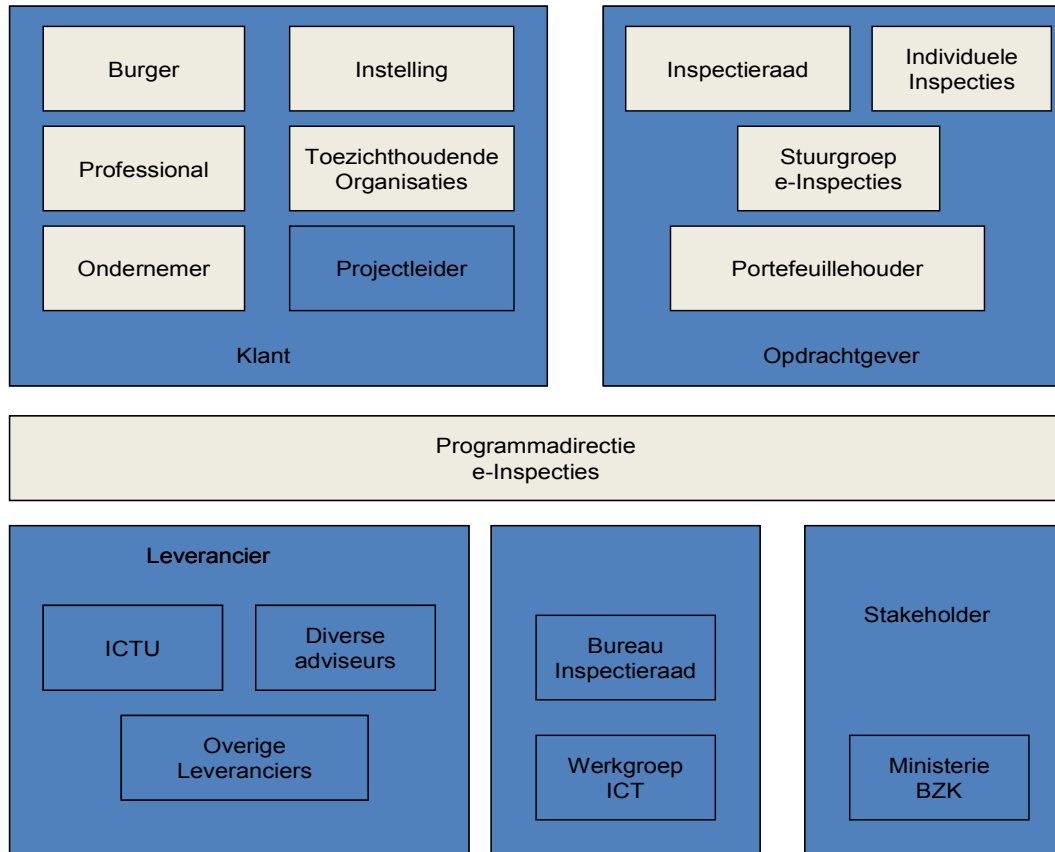 Burger
Instelling
Professional
Toezichthoudende
Organisaties
Ondernemer
Projectleider
Klant
Inspectieraad
Individuele
Inspecties
Stuurgroep
e-Inspecties
Portefeuillehouder
Opdrachtgever
Programmadirectie
e-Inspecties
Leverancier
ICTU
Diverse
adviseurs
Overige
Leveranciers
Bureau
Inspectieraad
Werkgroep
ICT
Stakeholder
Ministerie
BZK